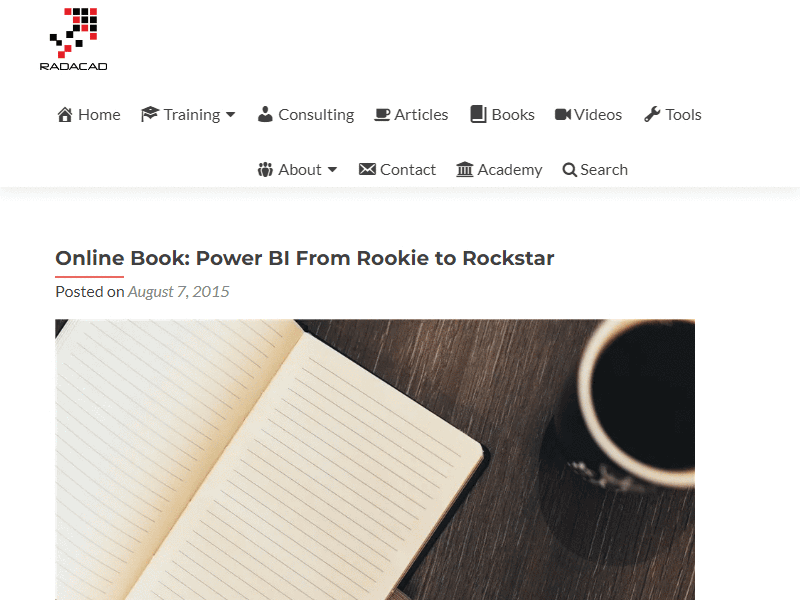 RADACAD
Home Training Consulting Articles Books Videos Tools
About Contact Academy Search
Online Book: Power BI From Rookie to Rockstar
Posted on August 7, 2015